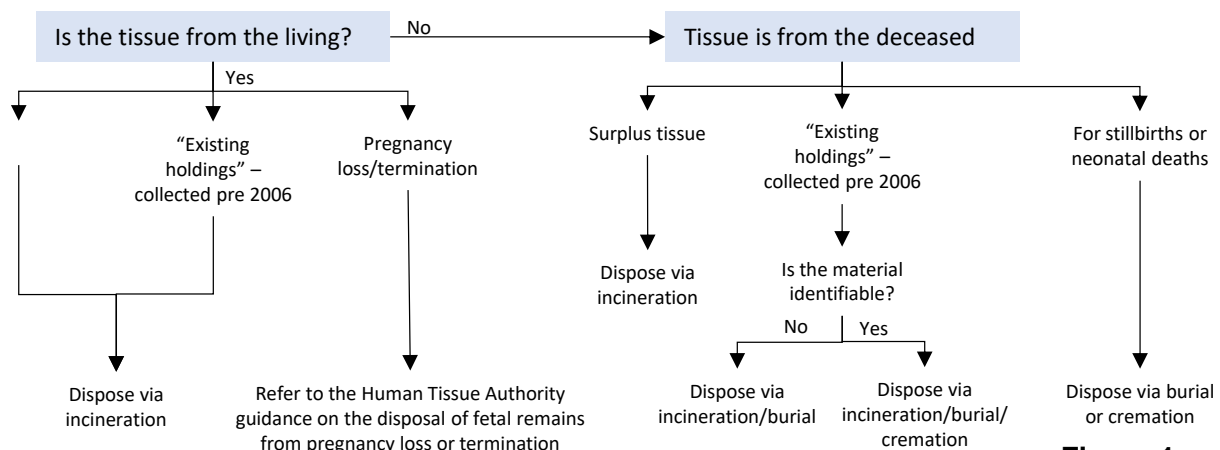 Is the tissue from the living?
No
Tissue is from the deceased
Yes
“Existing
holdings” –
collected pre 2006
Pregnancy
loss/termination
Surplus tissue
“Existing
holdings” –
collected pre 2006
For stillbirths or
neonatal deaths
Dispose via
incineration
Is the material
identifiable?
No
Yes
Dispose via
incineration
Refer to the Human Tissue Authority
guidance on the disposal of fetal remains
from pregnancy loss or termination
Dispose via
incineration/burial
Dispose via
incineration/burial/
cremation
Dispose via burial
or cremation